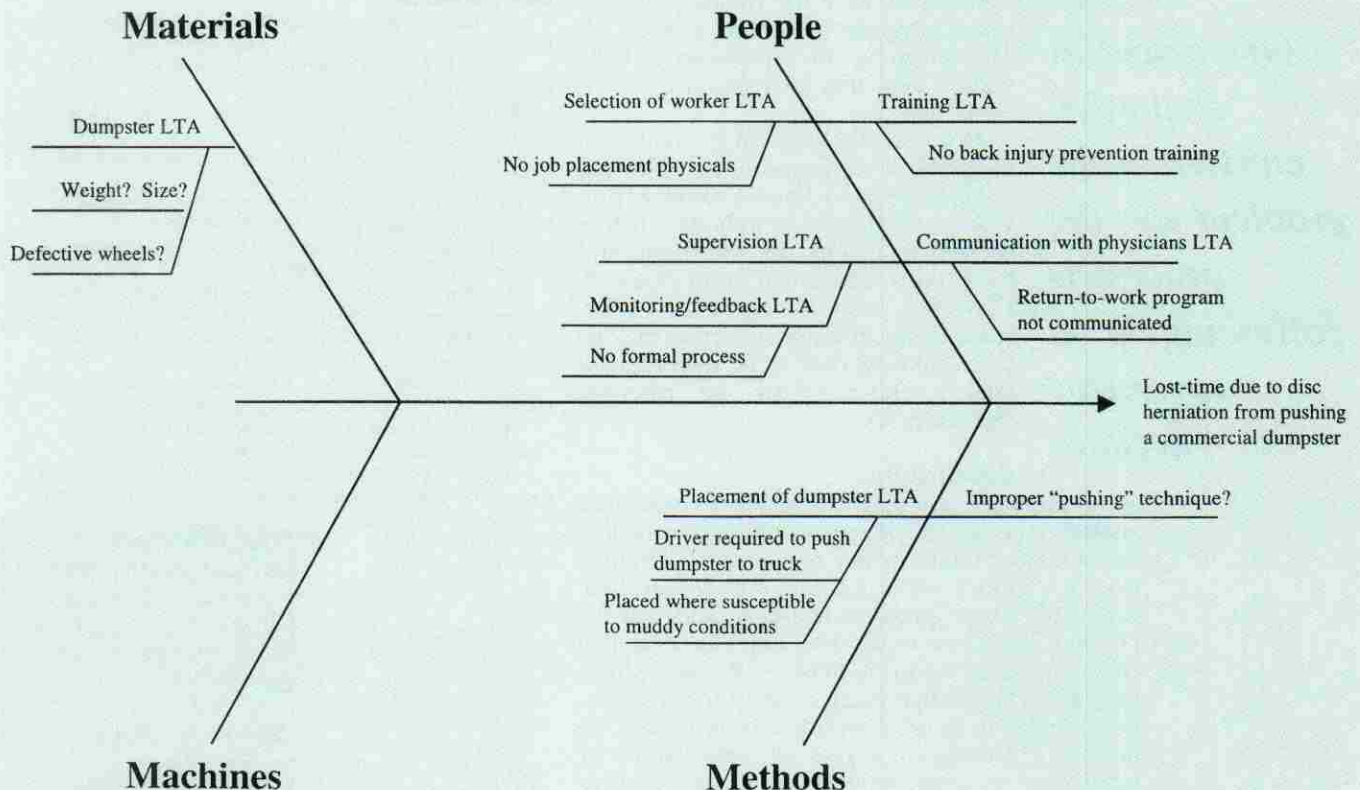 Materials
People
Selection of worker LTA
Training LTA
Dumpster LTA
No job placement physicals
No back injury prevention training
Weight? Size?
Supervision LTA
Communication with physicians LTA
Defective wheels?
Monitoring/feedback LTA
Return-to-work program
not communicated
No formal process
Lost-time due to disc
herniation from pushing
a commercial dumpster
Placement of dumpster LTA
Improper “pushing” technique?
Driver required to push
dumpster to truck
Placed where susceptible
to muddy conditions
Machines
Methods